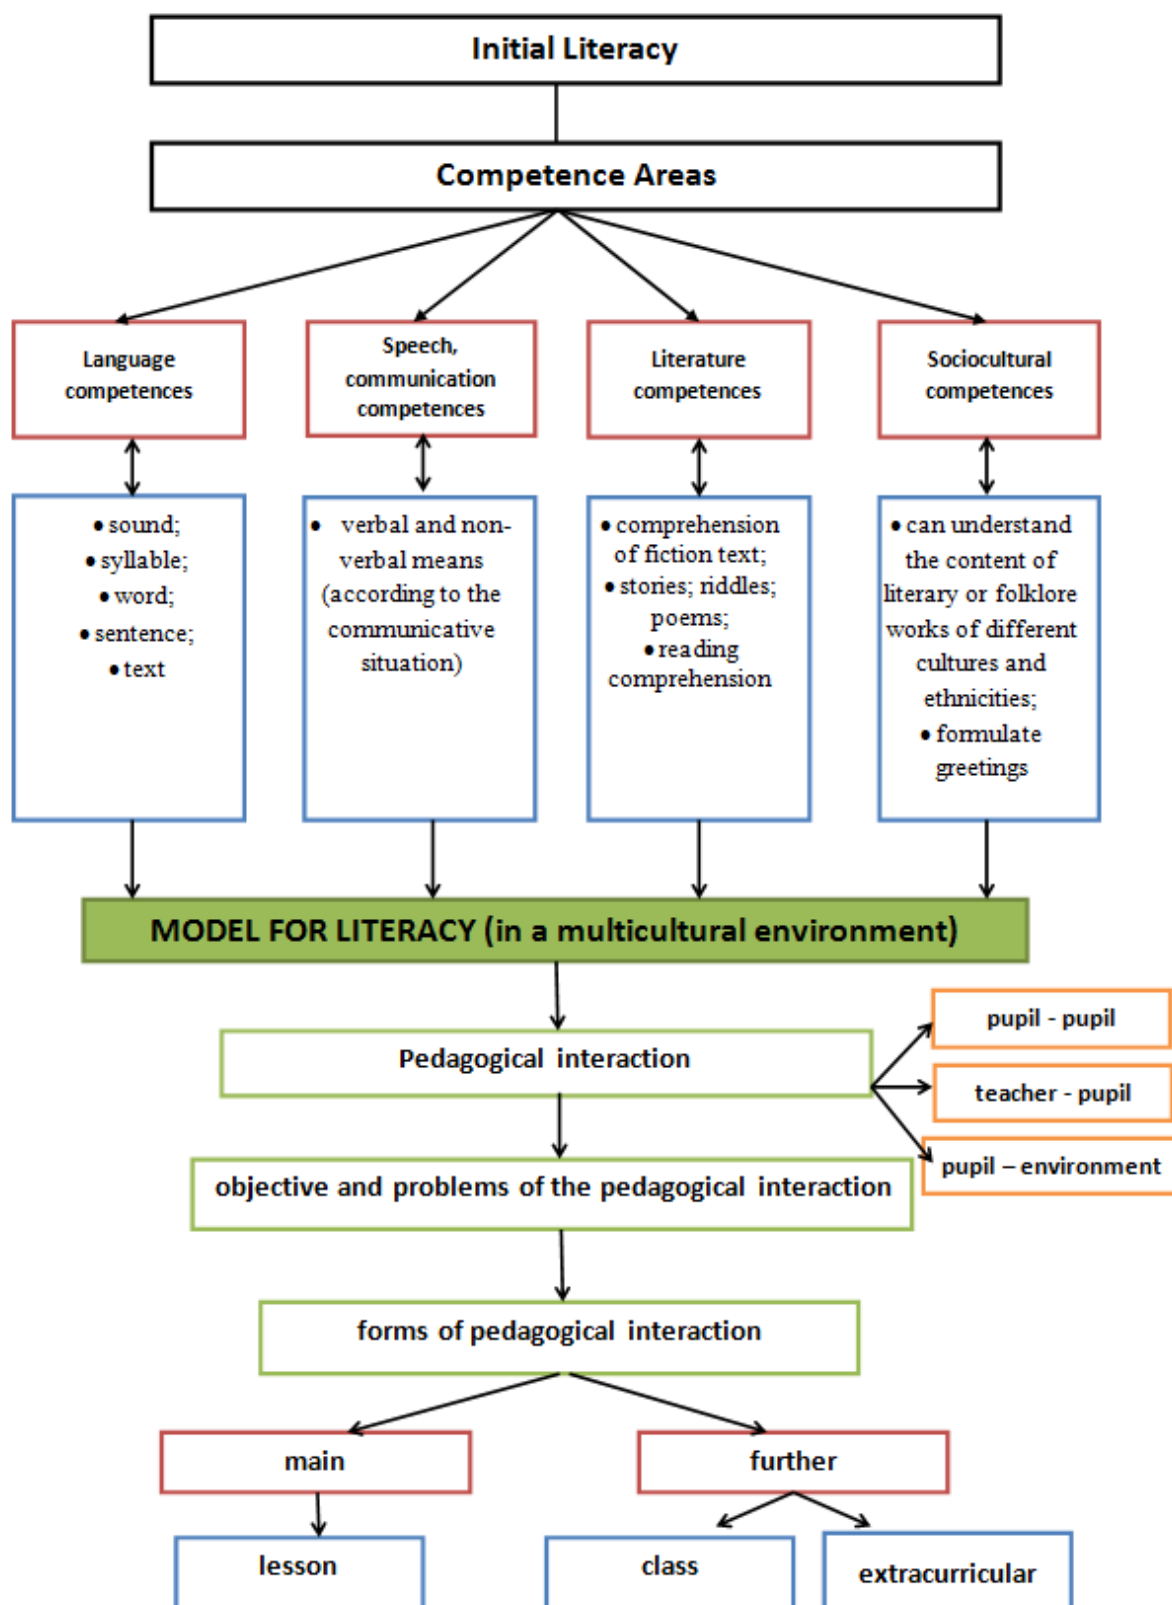 Initial Literacy
Competence Areas
Language
competences
Speech,
communication
competences
Literature
competences
Sociocultural
competences
• sound;
• syllable;
• word;
• sentence;
• text
• verbal and non-
verbal means
(according to the
communicative
situation)
• comprehension
of fiction text;
• stories; riddles;
poems;
• reading
comprehension
• can understand
the content of
literary or folklore
works of different
cultures and
ethnicities;
• formulate
greetings
MODEL FOR LITERACY (in a multicultural environment)
Pedagogical interaction
pupil - pupil
teacher - pupil
pupil – environment
objective and problems of the pedagogical interaction
forms of pedagogical interaction
main
further
lesson
class
extracurricular